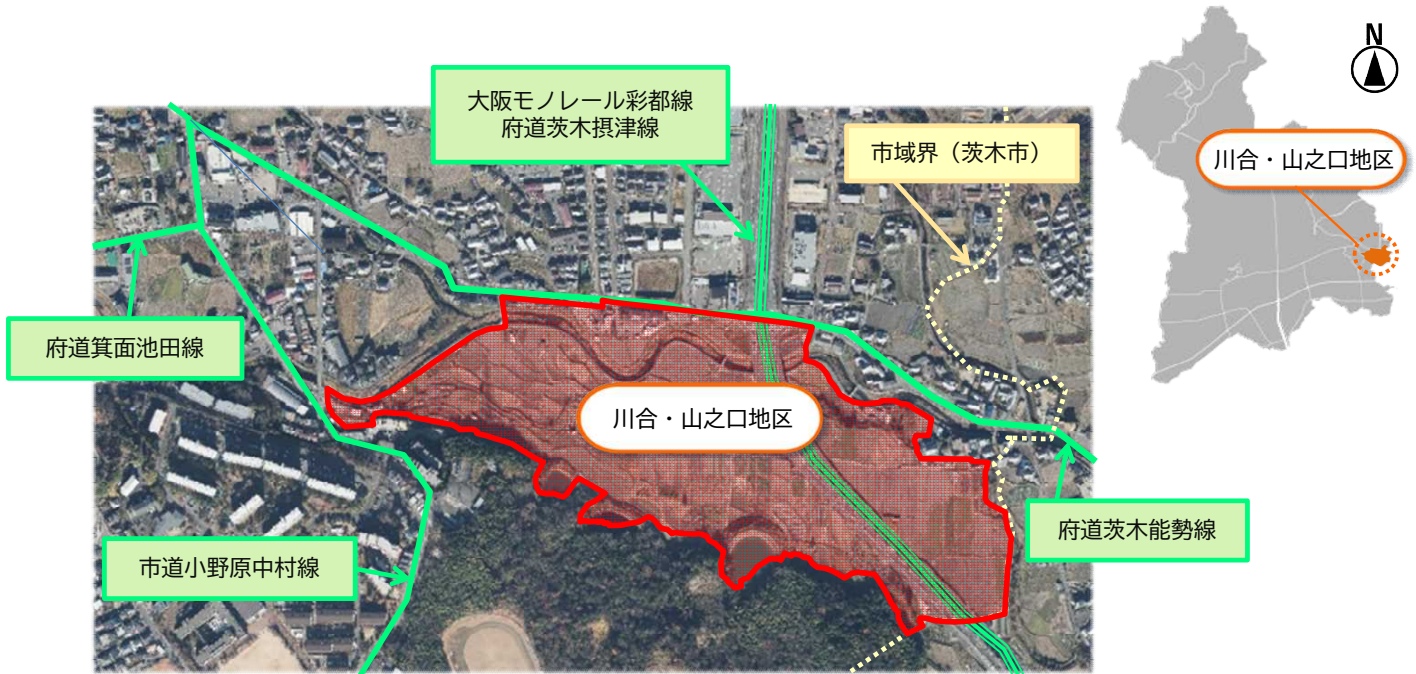 大阪モノレール彩都線
府道茨木摂津線
市域界（茨木市）
N
川合・山之口地区
府道箕面池田線
川合・山之口地区
府道茨木能勢線
市道小野原中村線